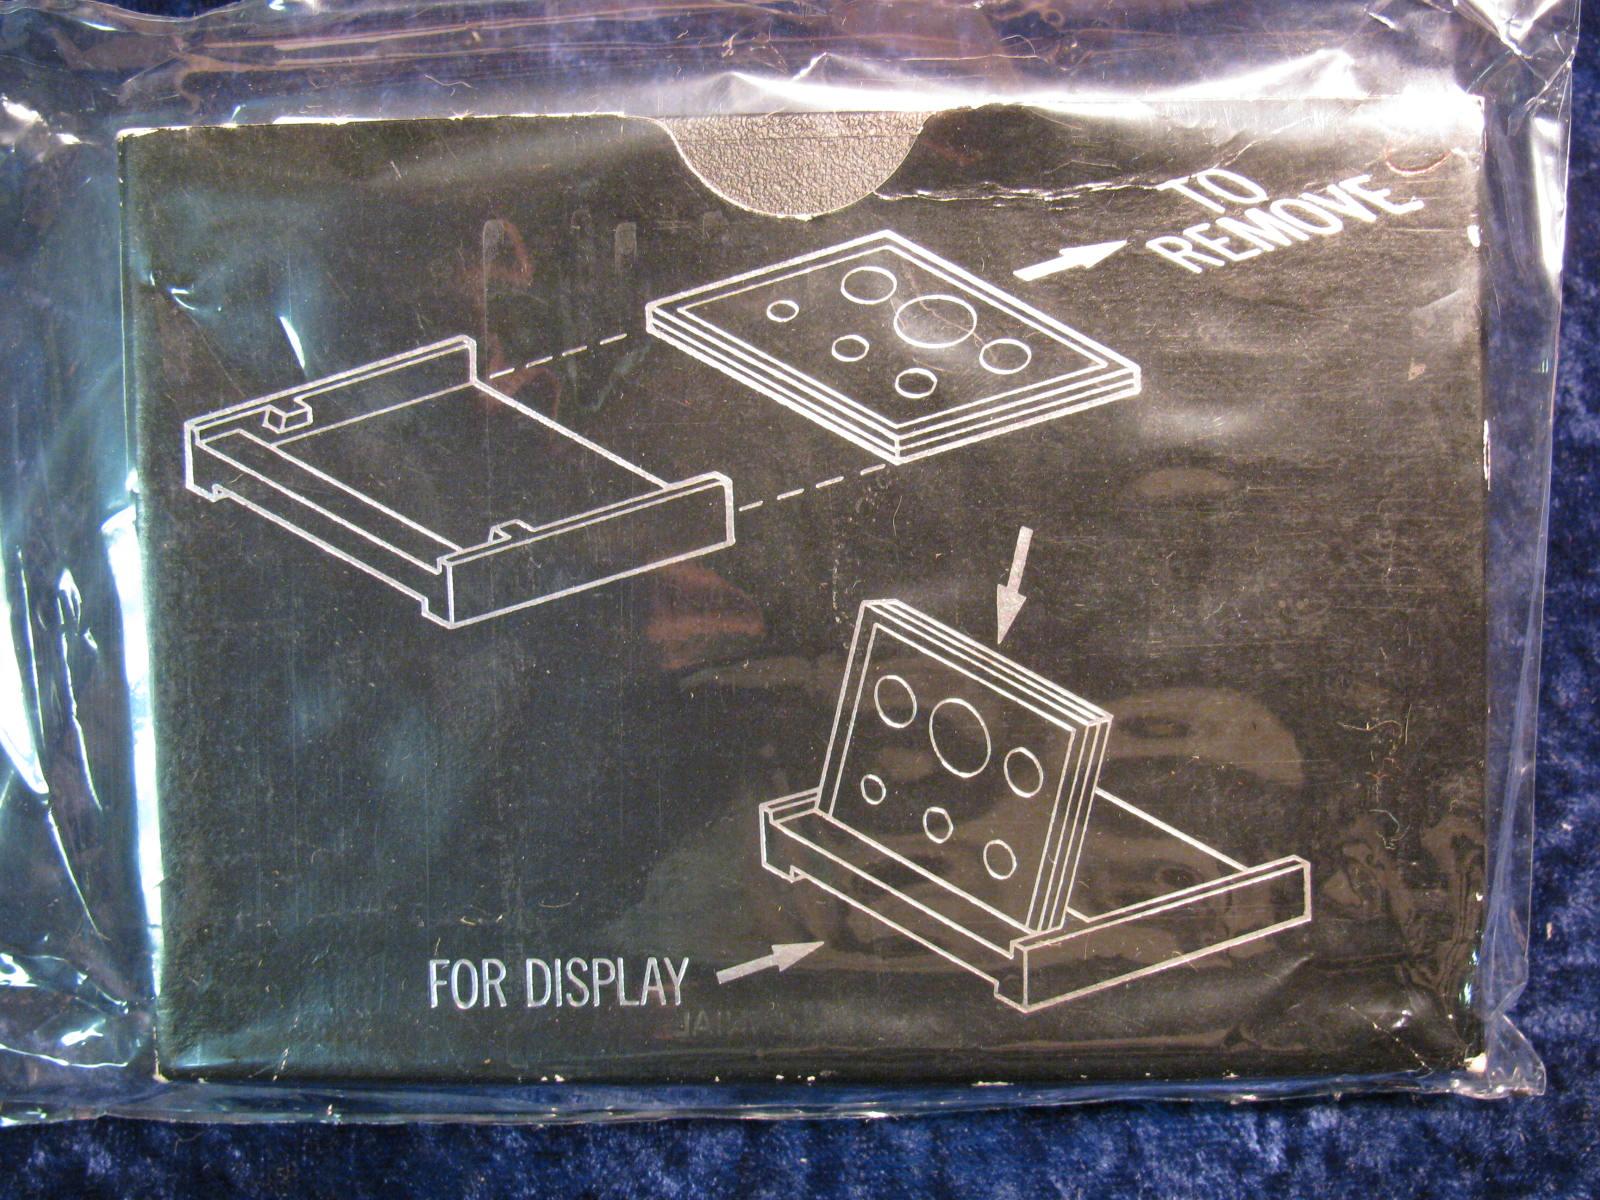 TO
REMOVE
FOR DISPLAY